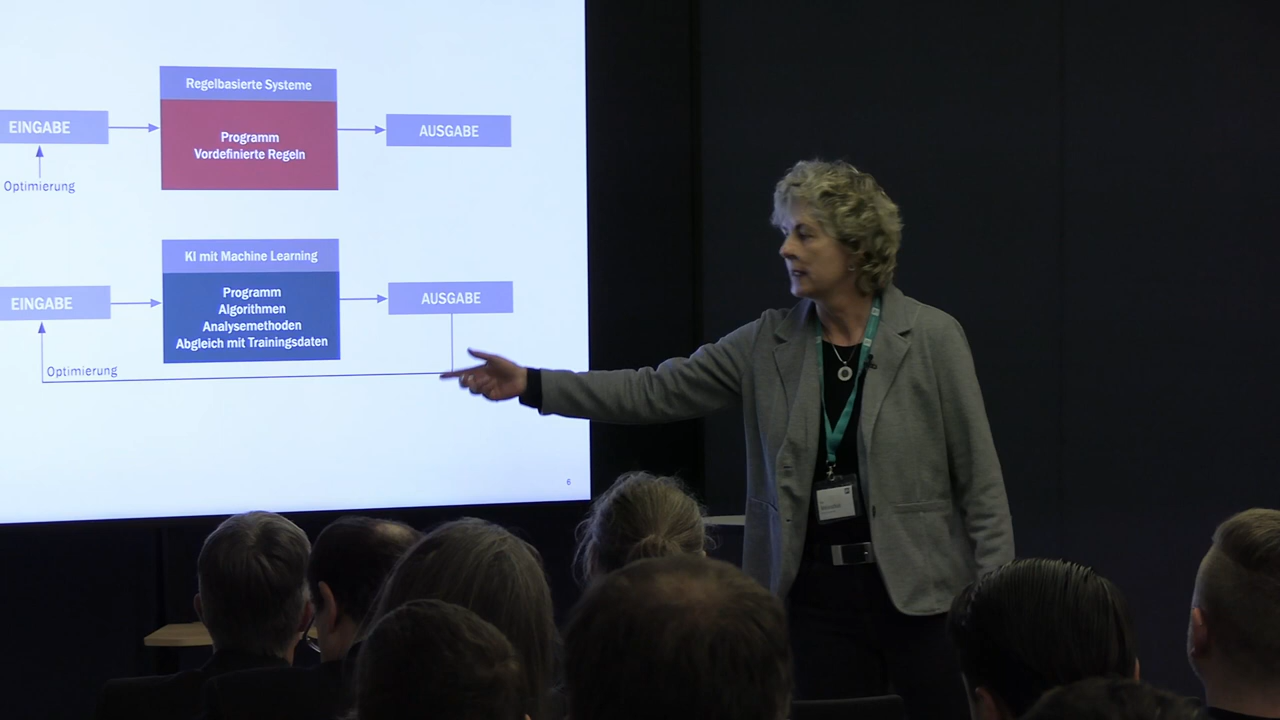 Regelbasierte Systeme
EINGABE
Programm
Vordefinierte Regeln
AUSGABE
Optimierung
KI mit Machine Learning
EINGABE
Programm
Algorithmen
Analysemethoden
Abgleich mit Trainingsdaten
AUSGABE
Optimierung
6